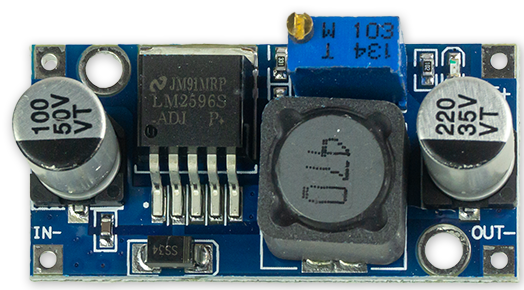 100
50V
VT
JM91MRP
LM2596S
ADJ P+
103
M
134
T
220
35V
VT
470
SS34
IN-
OUT-